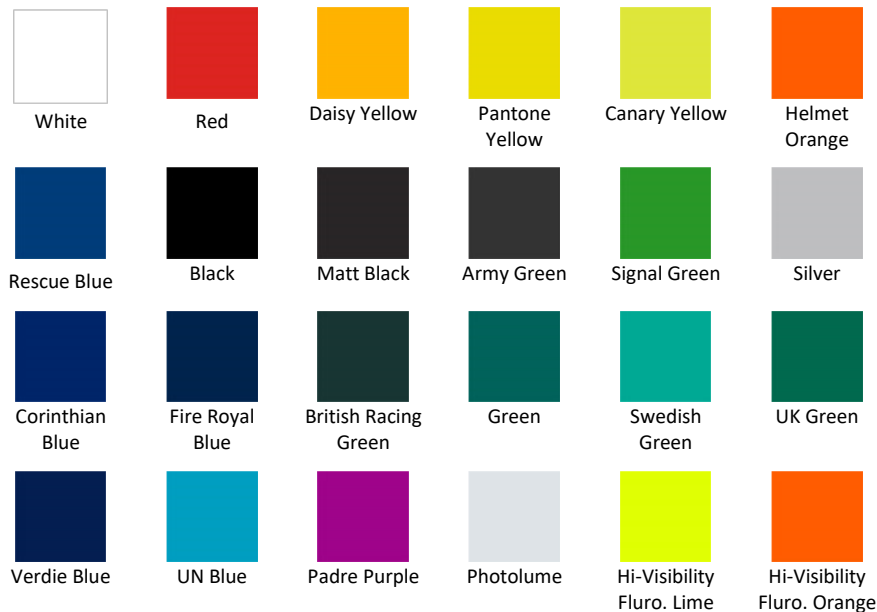 White
Red
Daisy Yellow
Pantone
Yellow
Canary Yellow
Helmet
Orange
Rescue Blue
Black
Matt Black
Army Green
Signal Green
Silver
Corinthian
Blue
Fire Royal
Blue
British Racing
Green
Green
Swedish
Green
UK Green
Verdie Blue
UN Blue
Padre Purple
Photolume
Hi-Visibility
Fluro. Lime
Hi-Visibility
Fluro. Orange